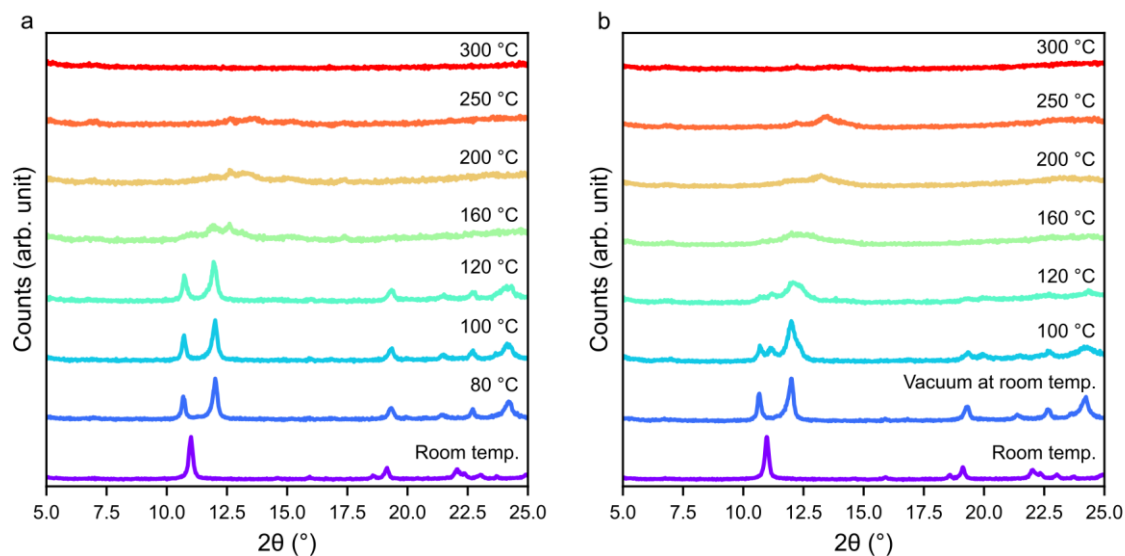 a
300 °C
250 °C
200 °C
160 °C
120 °C
100 °C
80 °C
Room temp.
Counts (arb. unit)
5.0 7.5 10.0 12.5 15.0 17.5 20.0 22.5 25.0
2θ (°)
b
300 °C
250 °C
200 °C
160 °C
120 °C
100 °C
Vacuum at room temp.
Room temp.
Counts (arb. unit)
5.0 7.5 10.0 12.5 15.0 17.5 20.0 22.5 25.0
2θ (°)